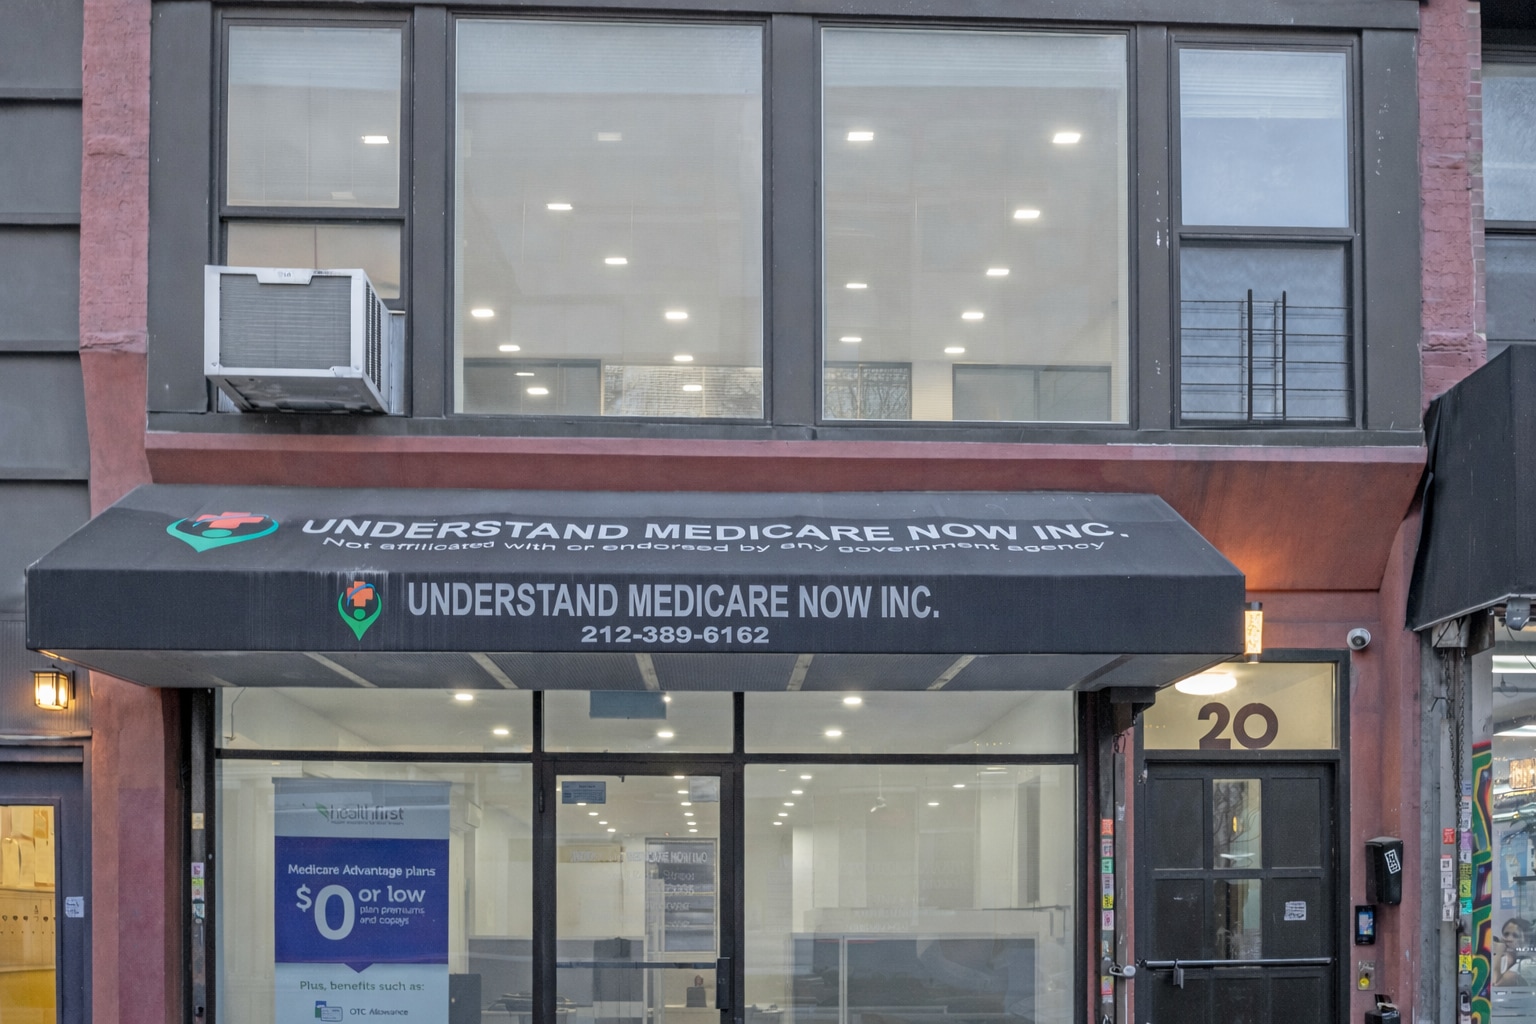 UNDERSTAND MEDICARE NOW INC.
Not affilicated with or endorsed by any government agency
UNDERSTAND MEDICARE NOW INC.
212-389-6162
20
healthfirst
Medicare Advantage plans
$0 or low
plan premiums
and copays
Plus, benefits such as:
OTC Allowance